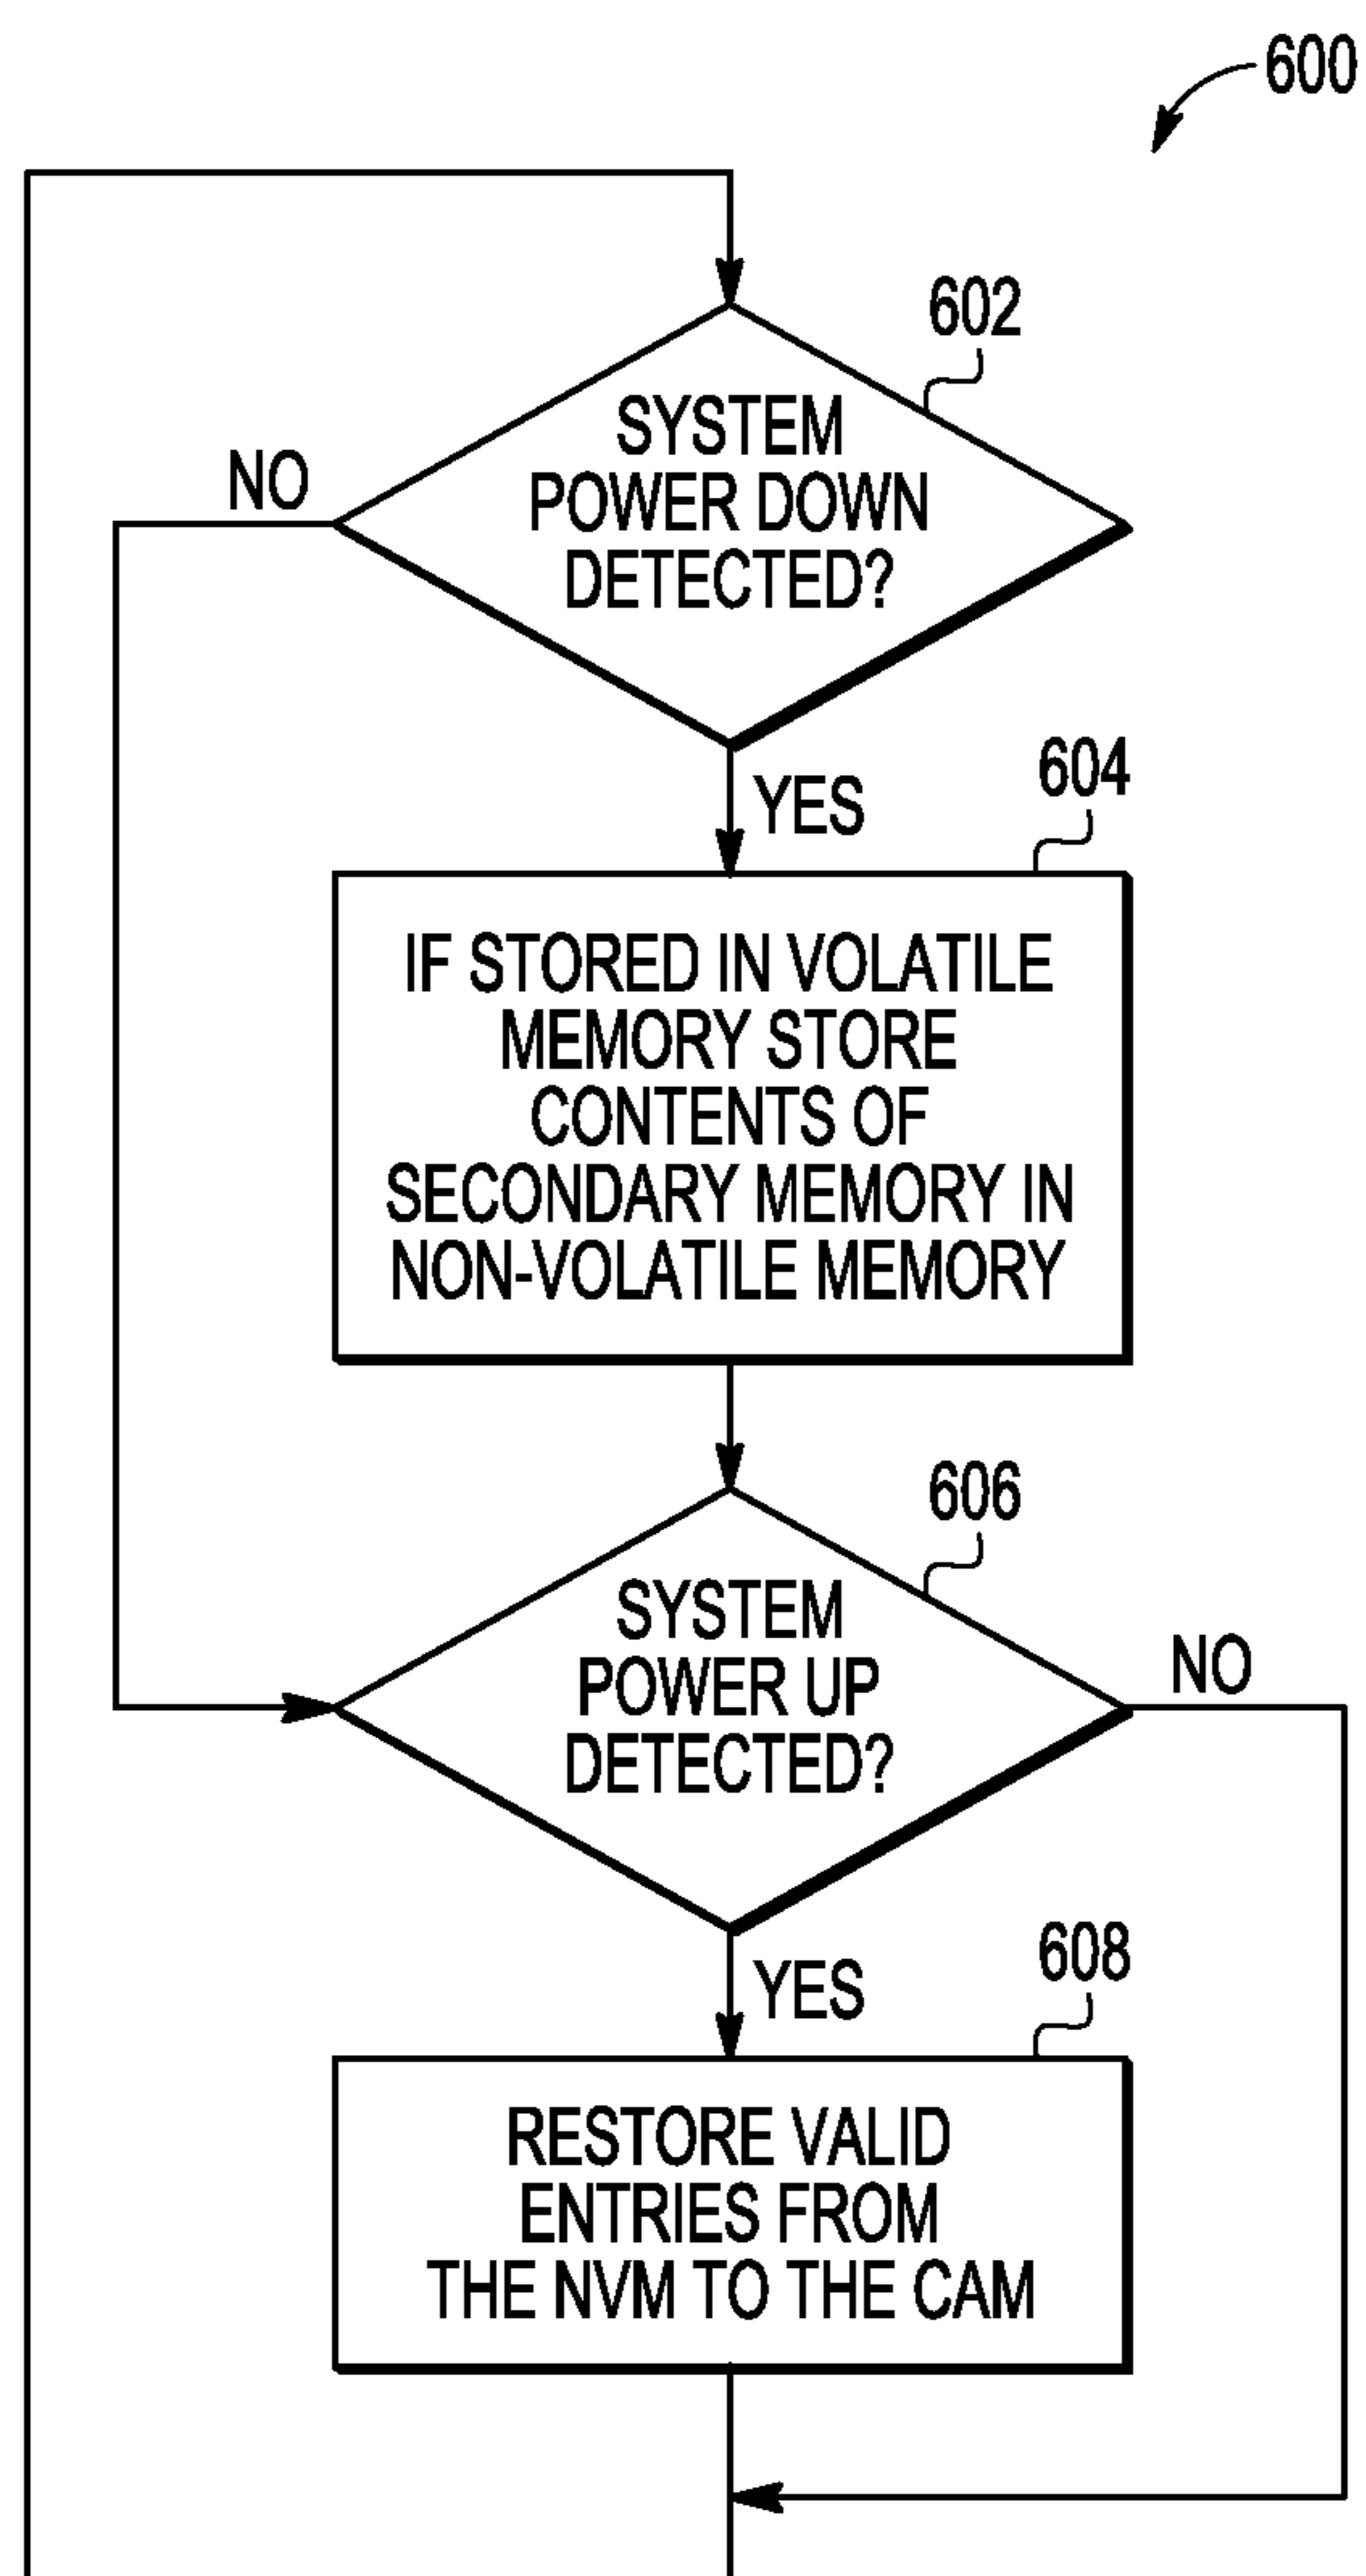 600
602
SYSTEM
POWER DOWN
DETECTED?
NO
YES
604
IF STORED IN VOLATILE
MEMORY STORE
CONTENTS OF
SECONDARY MEMORY IN
NON-VOLATILE MEMORY
606
SYSTEM
POWER UP
DETECTED?
NO
YES
608
RESTORE VALID
ENTRIES FROM
THE NVM TO THE CAM